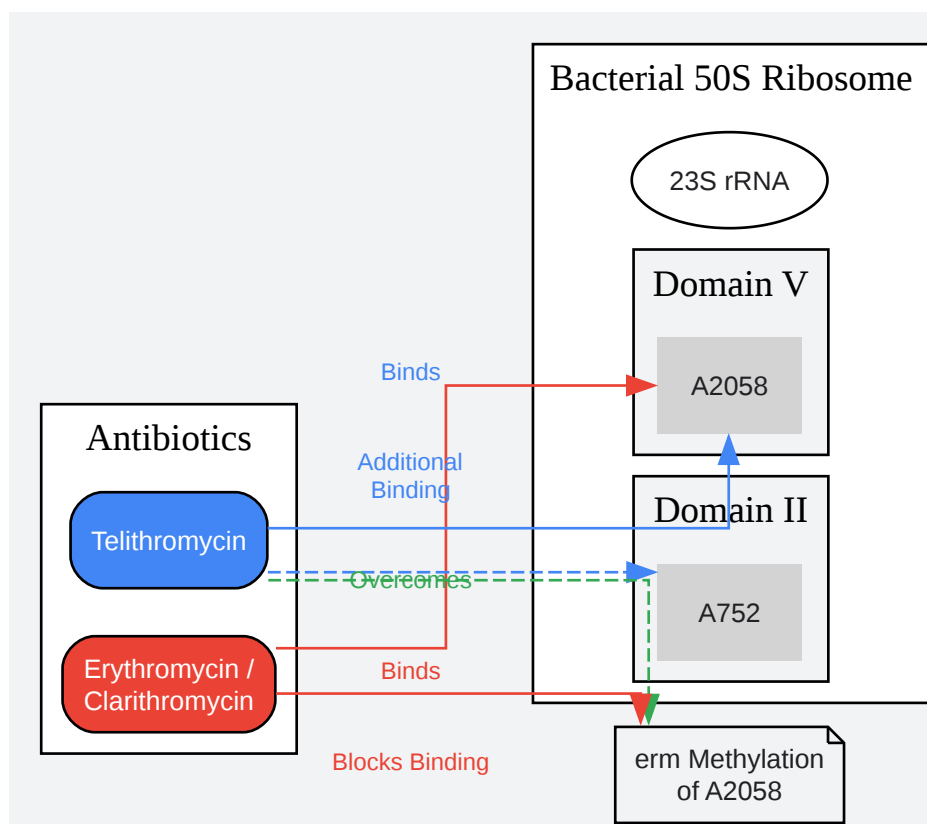 Bacterial 50S Ribosome
23S rRNA
Domain V
Binds
A2058
Antibiotics
Additional
Binding
Domain II
Telithromycin
Overcomes
A752
Erythromycin /
Clarithromycin
Binds
Blocks Binding
erm Methylation
of A2058